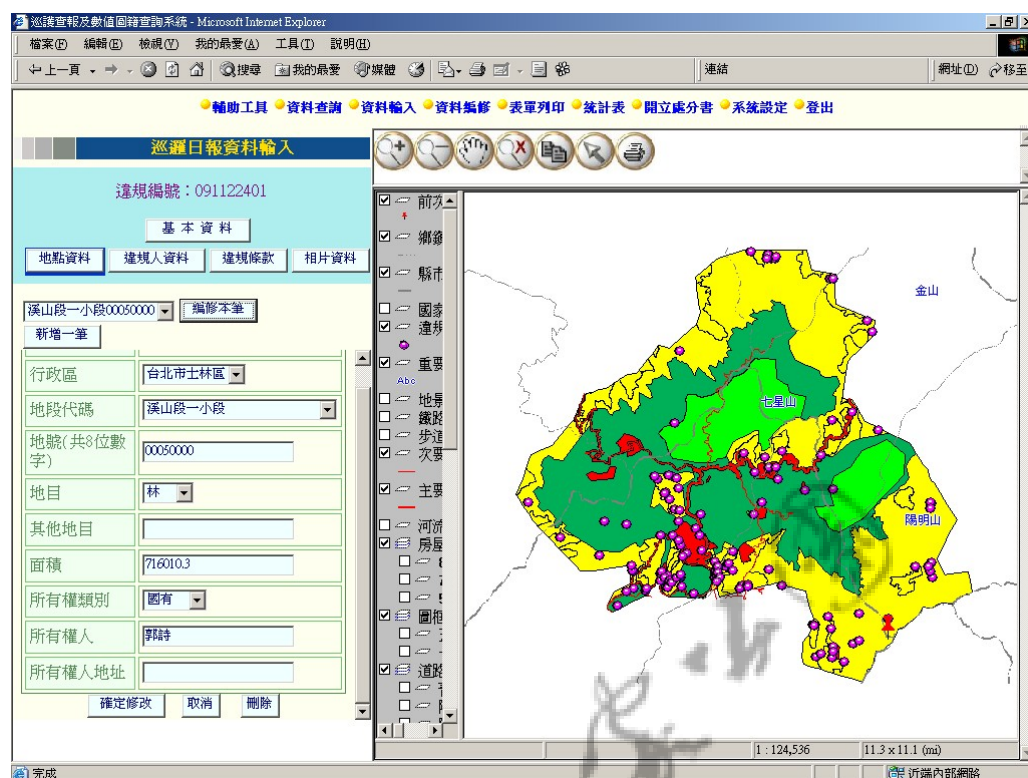 巡護查報及數值圖籍查詢系統 - Microsoft Internet Explorer
檔案(F) 編輯(E) 檢視(V) 我的最愛(A) 工具(T) 說明(H)
上一頁 搜尋 我的最愛 媒體 連結 網址(D) 移至
輔助工具 資料查詢 資料輸入 資料編修 表單列印 統計表 開立處分書 系統設定 登出
巡邏日報資料輸入
違規編號：091122401
基本資料
地點資料 違規人資料 違規條款 相片資料
溪山段一小段00050000 編修本筆
新增一筆
行政區 台北市士林區
地段代碼 溪山段一小段
地號(共8位數字) 00050000
地目 林
其他地目
面積 716010.3
所有權類別 國有
所有權人 郭詩
所有權人地址
確定修改 取消 刪除
前次
鄉鎮
縣市
國家
違規
重要
Abc
地景
鐵路
步道
次要
主要
河流
房屋
圖框
道路
金山
七星山
陽明山
1 : 124,536 11.3 x 11.1 (mi)
完成 近端內部網路